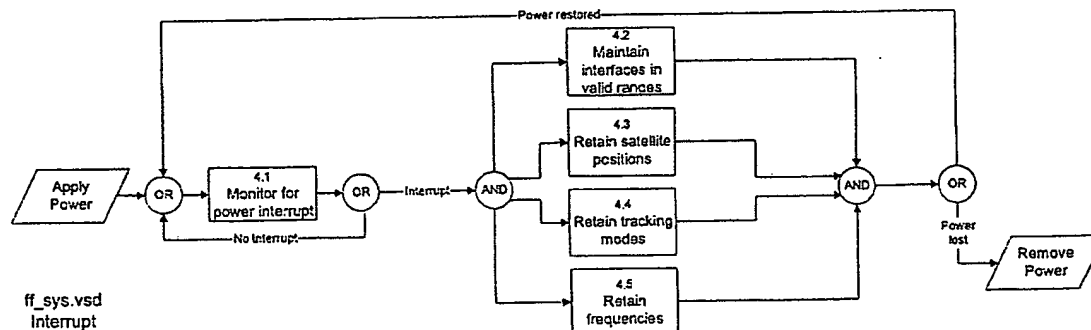 Power restored
4.2
Maintain
interfaces in
valid ranges
4.3
Retain satellite
positions
Apply
Power
OR
4.1
Monitor for
power interrupt
OR
Interrupt
AND
AND
OR
No Interrupt
4.4
Retain tracking
modes
Power
lost
Remove
Power
4.5
Retain
frequencies
ff_sys.vsd
Interrupt